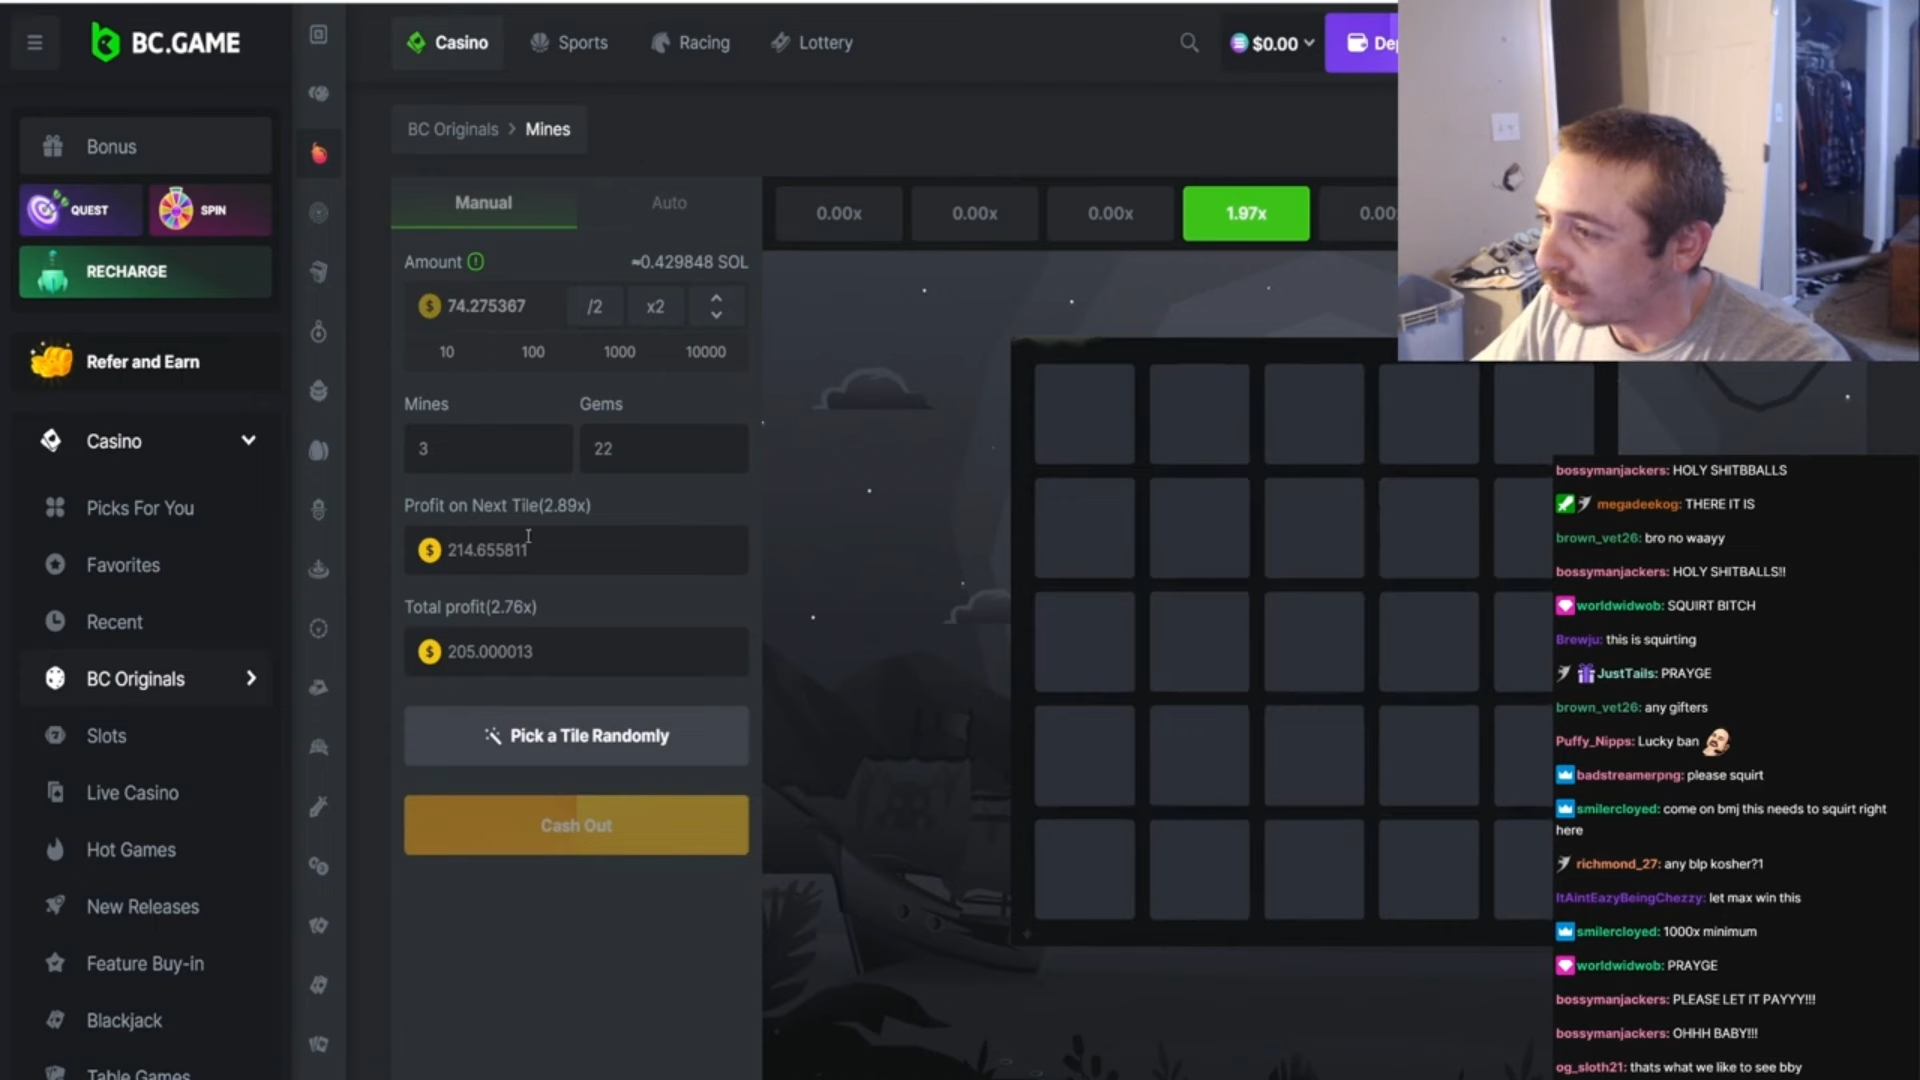 BC.GAME
Casino
Sports
Racing
Lottery
$0.00
Bonus
QUEST
SPIN
RECHARGE
Refer and Earn
Casino
Picks For You
Favorites
Recent
BC Originals
Slots
Live Casino
Hot Games
New Releases
Feature Buy-in
Blackjack
Table Games
BC Originals > Mines
Manual
Auto
Amount
≈0.429848 SOL
74.275367
/2
x2
10
100
1000
10000
Mines
Gems
3
22
Profit on Next Tile(2.89x)
214.655811
Total profit(2.76x)
205.000013
Pick a Tile Randomly
Cash Out
0.00x
0.00x
0.00x
1.97x
bossymanjackers: HOLY SHITBBALLS
megadeekog: THERE IT IS
brown_vet26: bro no waayy
bossymanjackers: HOLY SHITBALLS!!
worldwidwob: SQUIRT BITCH
Brewju: this is squirting
JustTails: PRAYGE
brown_vet26: any gifters
Puffy_Nipps: Lucky ban
badstreamerpng: please squirt
smilercloyed: come on bmj this needs to squirt right
here
richmond_27: any blp kosher?1
ItAintEazyBeingChezzy: let max win this
smilercloyed: 1000x minimum
worldwidwob: PRAYGE
bossymanjackers: PLEASE LET IT PAYYY!!!
bossymanjackers: OHHH BABY!!!
og_sloth21: thats what we like to see bby